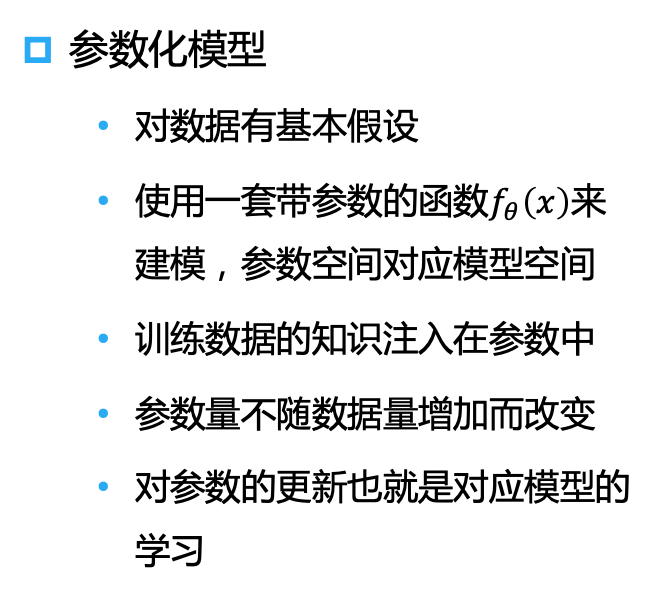 参数化模型
• 对数据有基本假设
• 使用一套带参数的函数𝑓𝜃(𝑥)来
建模，参数空间对应模型空间
• 训练数据的知识注入在参数中
• 参数量不随数据量增加而改变
• 对参数的更新也就是对应模型的
学习